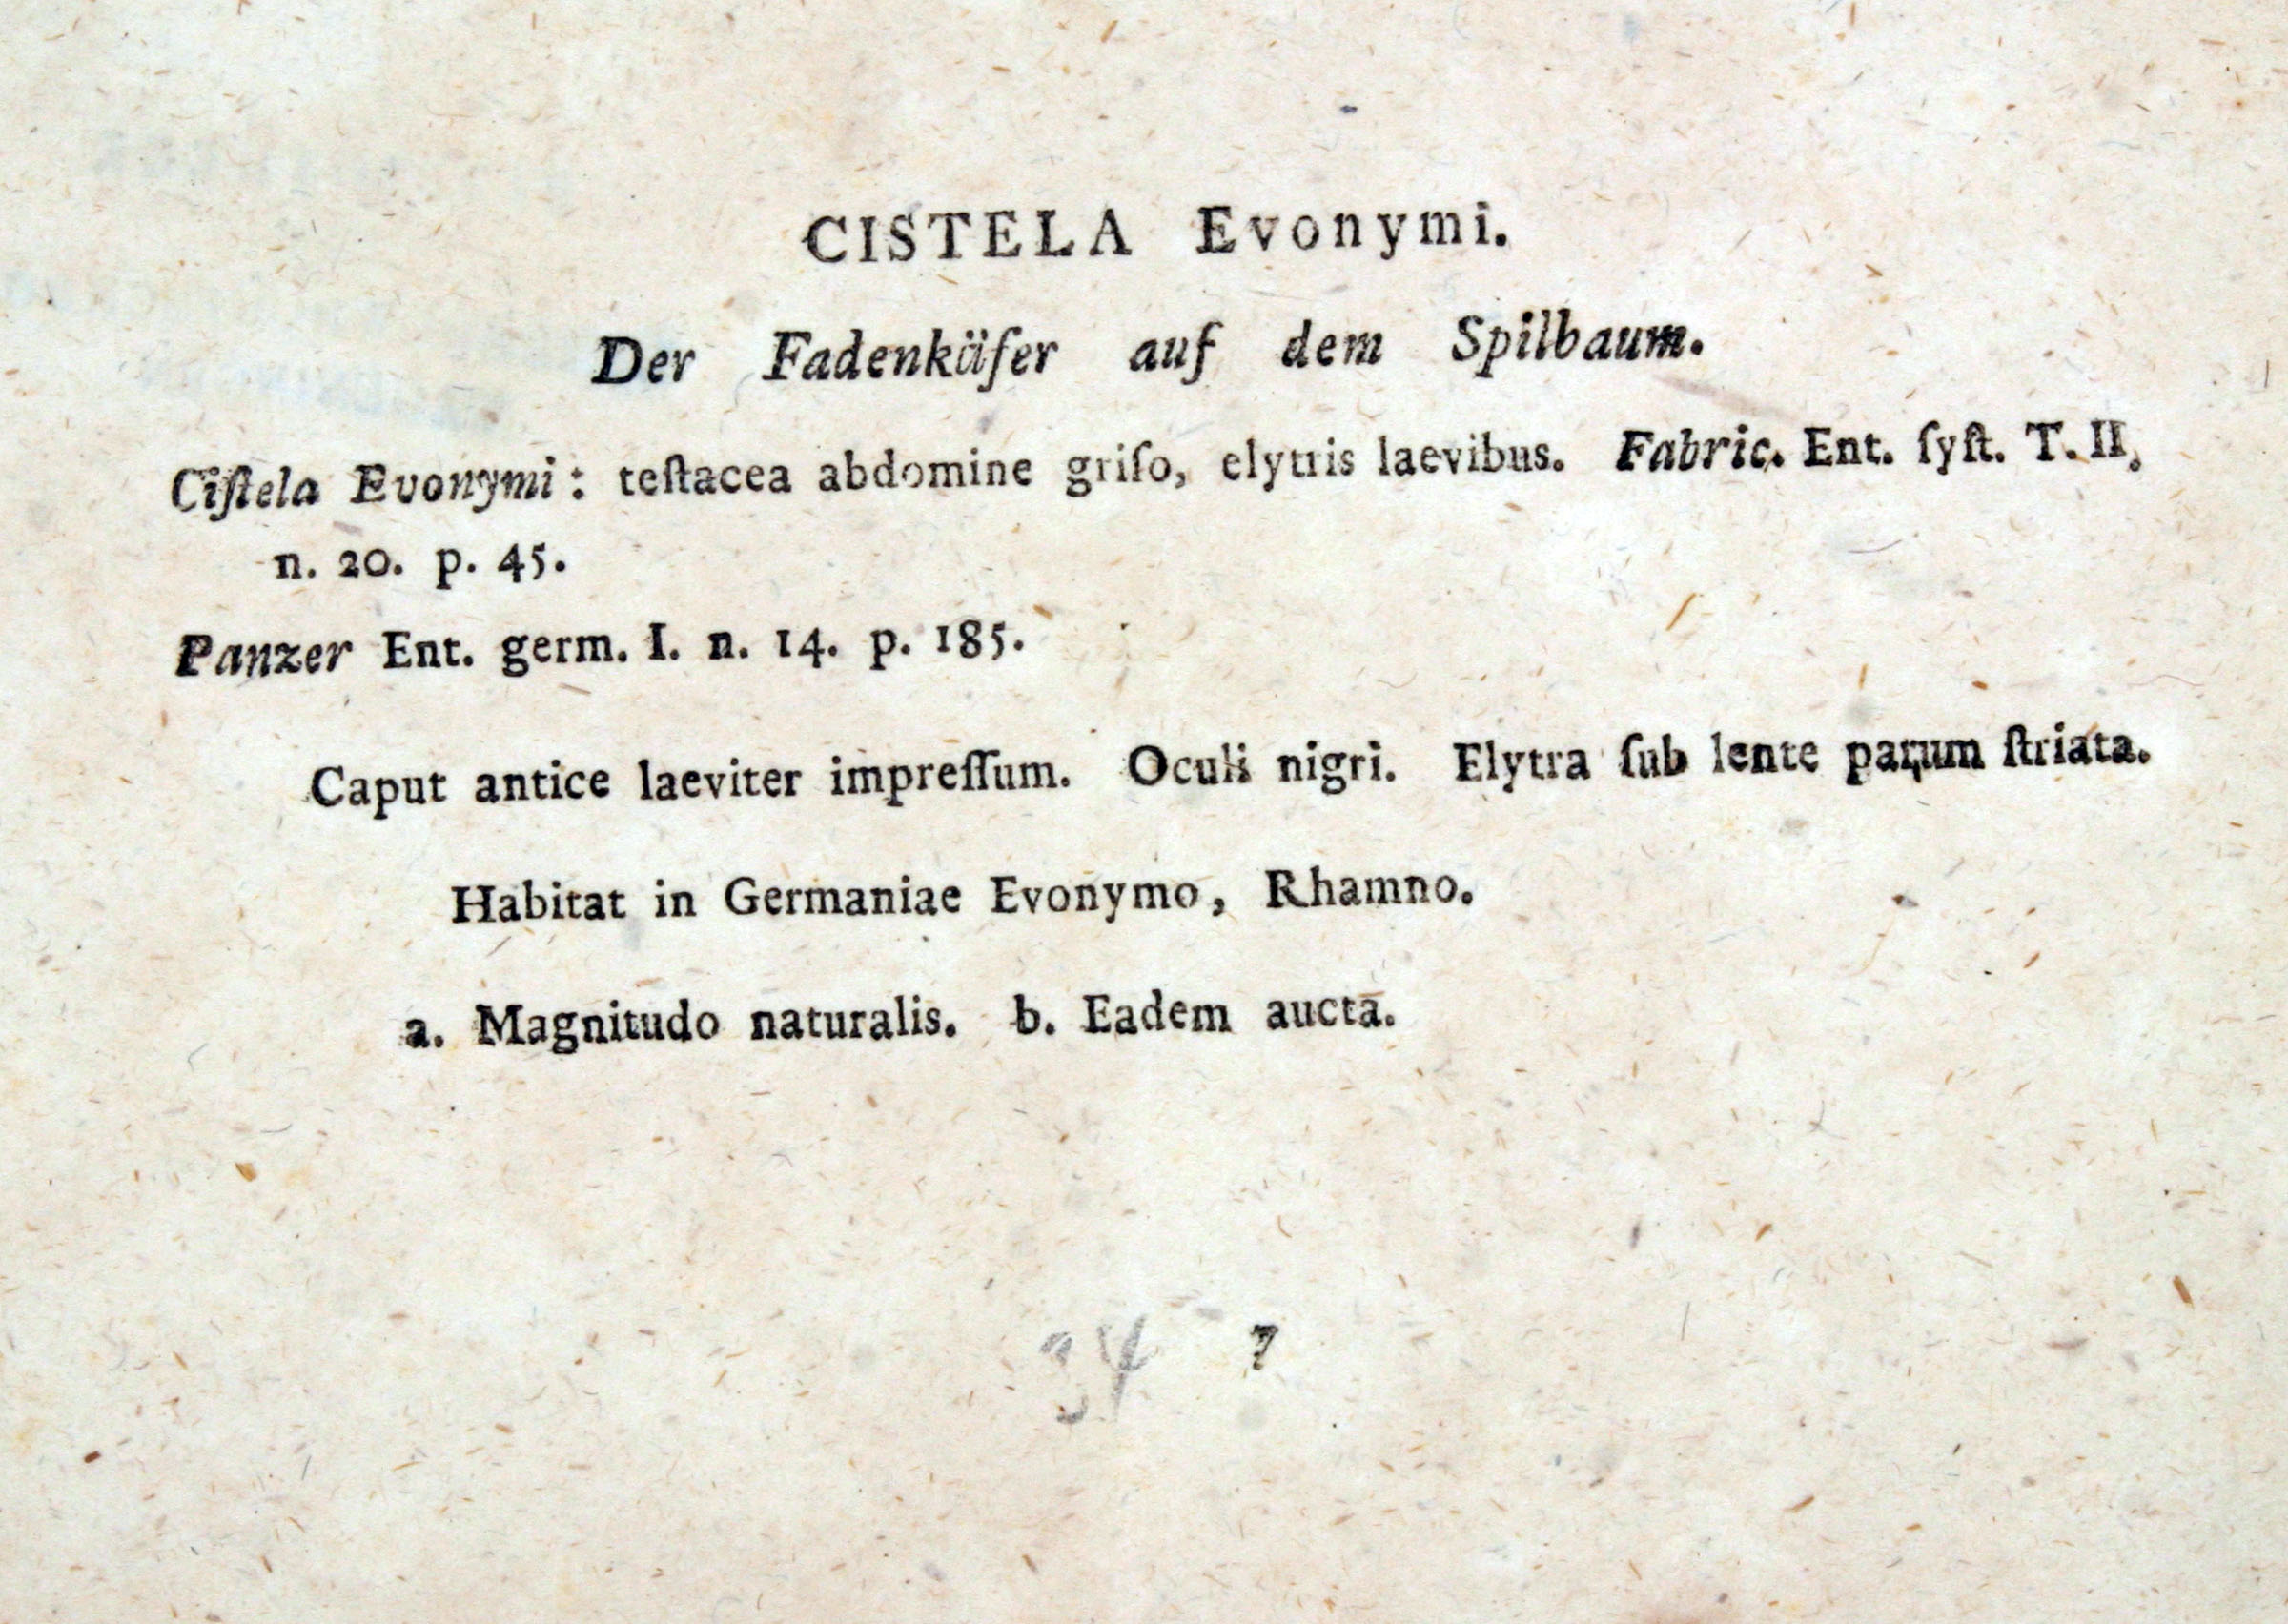 CISTELA Evonymi.
Der Fadenkäfer auf dem Spilbaum.
Ciſtela Evonymi: teſtacea abdomine griſo, elytris laevibus. Fabric. Ent. ſyſt. T. II.
n. 20. p. 45.
Panzer Ent. germ. I. n. 14. p. 185.
Caput antice laeviter impreſſum. Oculi nigri. Elytra ſub lente parum ſtriata.
Habitat in Germaniae Evonymo, Rhamno.
a. Magnitudo naturalis. b. Eadem aucta.
34 7